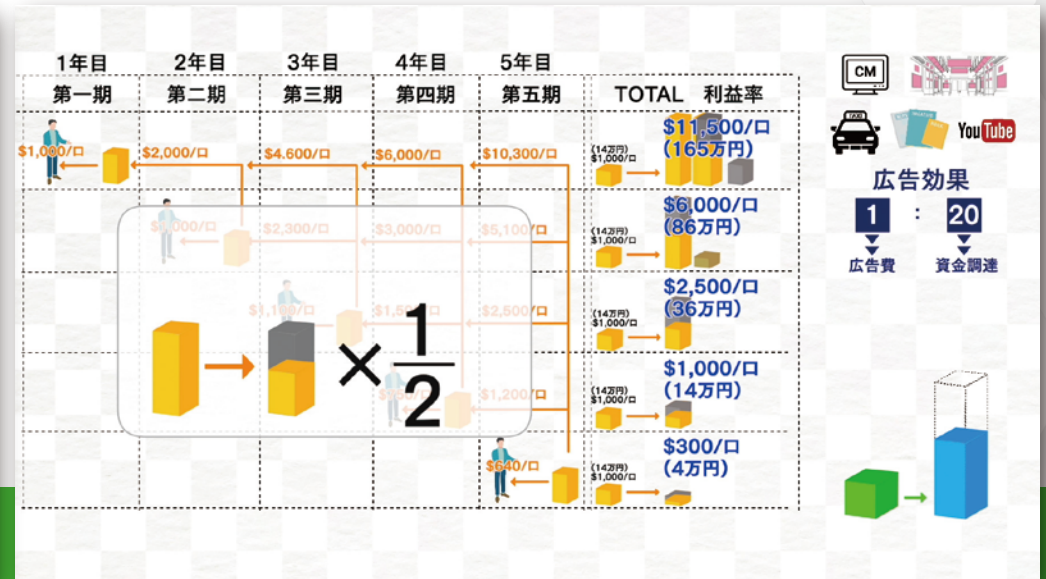 1年目 2年目 3年目 4年目 5年目
第一期 第二期 第三期 第四期 第五期 TOTAL 利益率
$1,000/口 $2,000/口 $4.600/口 $6,000/口 $10,300/口
(14万円)
$1,000/口
$11,500/口
(165万円)
$2,300/口 $3,000/口 $5,100/口
(14万円)
$1,000/口
$6,000/口
(86万円)
$2,500/口
(14万円)
$1,000/口
$2,500/口
(36万円)
$1,200/口
(14万円)
$1,000/口
$1,000/口
(14万円)
$640/口
(14万円)
$1,000/口
$300/口
(4万円)
×1/2
CM
TAXI
YouTube
広告効果
1 : 20
広告費 資金調達